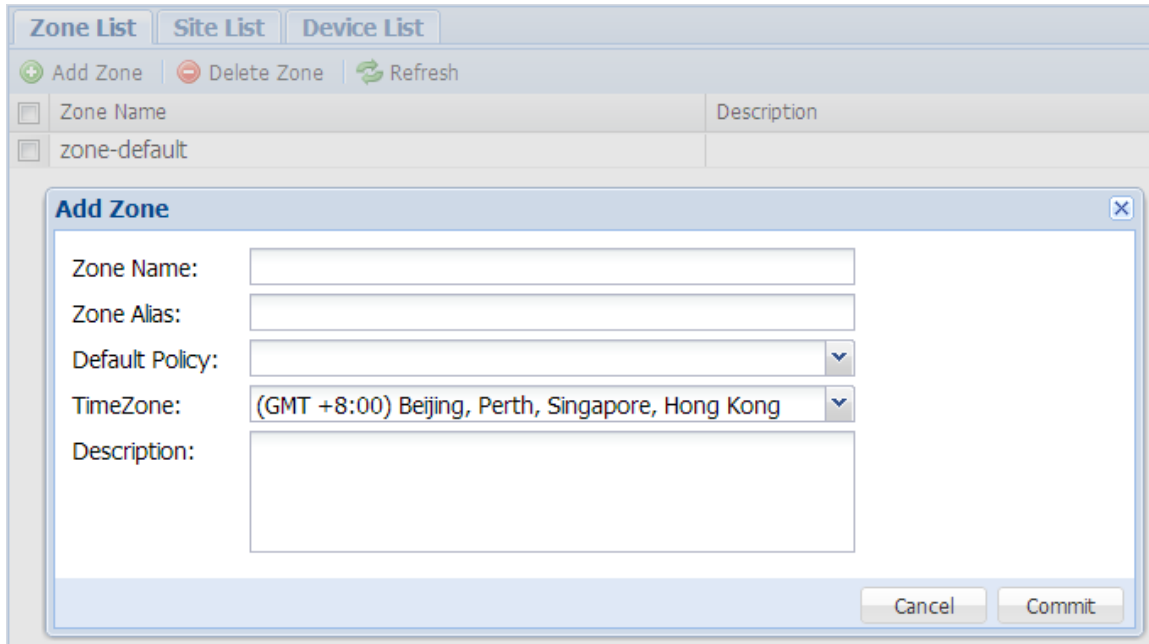 Zone List Site List Device List
Add Zone Delete Zone Refresh
Zone Name Description
zone-default
Add Zone
Zone Name:
Zone Alias:
Default Policy:
TimeZone: (GMT +8:00) Beijing, Perth, Singapore, Hong Kong
Description:
Cancel Commit